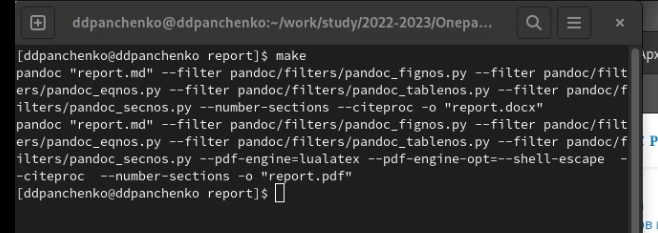 ddpanchenko@ddpanchenko:~/work/study/2022-2023/Опера...
[ddpanchenko@ddpanchenko report]$ make
pandoc "report.md" --filter pandoc/filters/pandoc_fignos.py --filter pandoc/filt
ers/pandoc_eqnos.py --filter pandoc/filters/pandoc_tablenos.py --filter pandoc/f
ilters/pandoc_secnos.py --number-sections --citeproc -o "report.docx"
pandoc "report.md" --filter pandoc/filters/pandoc_fignos.py --filter pandoc/filt
ers/pandoc_eqnos.py --filter pandoc/filters/pandoc_tablenos.py --filter pandoc/f
ilters/pandoc_secnos.py --pdf-engine=lualatex --pdf-engine-opt=--shell-escape  -
-citeproc  --number-sections -o "report.pdf"
[ddpanchenko@ddpanchenko report]$